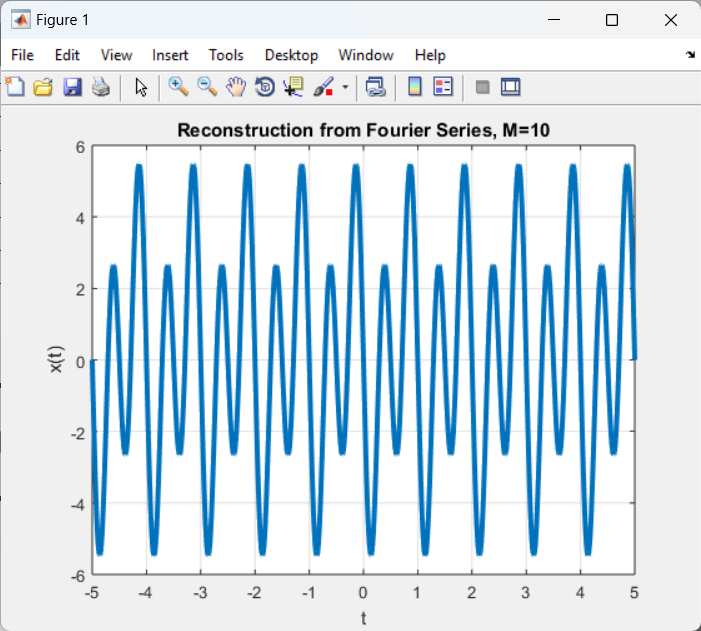 Figure 1
File Edit View Insert Tools Desktop Window Help
Reconstruction from Fourier Series, M=10
6
4
2
0
-2
-4
-6
x(t)
-5 -4 -3 -2 -1 0 1 2 3 4 5
t